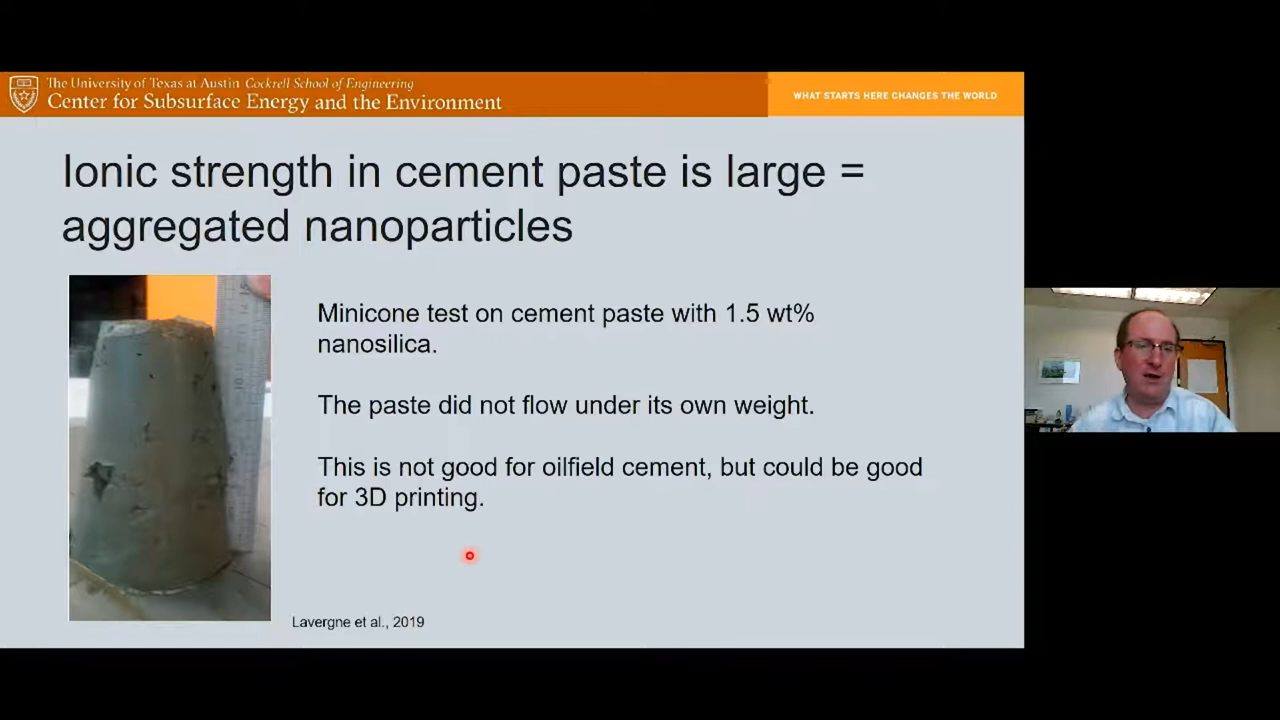 The University of Texas at Austin Cockrell School of Engineering
Center for Subsurface Energy and the Environment
WHAT STARTS HERE CHANGES THE WORLD
Ionic strength in cement paste is large =
aggregated nanoparticles
Minicone test on cement paste with 1.5 wt%
nanosilica.
The paste did not flow under its own weight.
This is not good for oilfield cement, but could be good
for 3D printing.
Lavergne et al., 2019